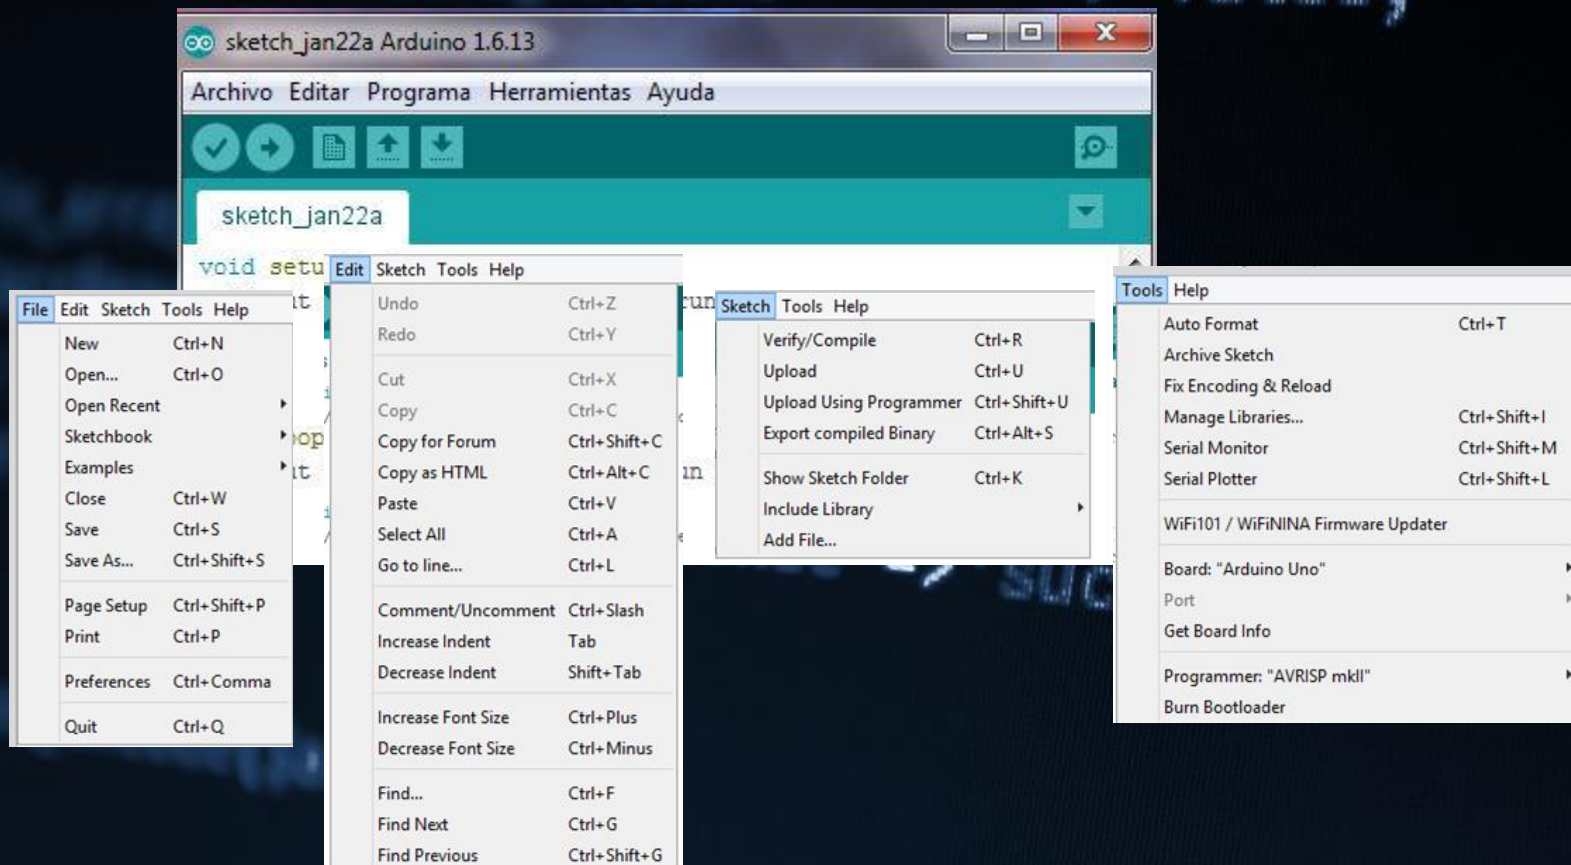 sketch_jan22a Arduino 1.6.13
Archivo Editar Programa Herramientas Ayuda
sketch_jan22a
void setu
File Edit Sketch Tools Help
New Ctrl+N
Open... Ctrl+O
Open Recent
Sketchbook
Examples
Close Ctrl+W
Save Ctrl+S
Save As... Ctrl+Shift+S
Page Setup Ctrl+Shift+P
Print Ctrl+P
Preferences Ctrl+Comma
Quit Ctrl+Q
Edit Sketch Tools Help
Undo Ctrl+Z
Redo Ctrl+Y
Cut Ctrl+X
Copy Ctrl+C
Copy for Forum Ctrl+Shift+C
Copy as HTML Ctrl+Alt+C
Paste Ctrl+V
Select All Ctrl+A
Go to line... Ctrl+L
Comment/Uncomment Ctrl+Slash
Increase Indent Tab
Decrease Indent Shift+Tab
Increase Font Size Ctrl+Plus
Decrease Font Size Ctrl+Minus
Find... Ctrl+F
Find Next Ctrl+G
Find Previous Ctrl+Shift+G
run
Sketch Tools Help
Verify/Compile Ctrl+R
Upload Ctrl+U
Upload Using Programmer Ctrl+Shift+U
Export compiled Binary Ctrl+Alt+S
Show Sketch Folder Ctrl+K
Include Library
Add File...
Tools Help
Auto Format Ctrl+T
Archive Sketch
Fix Encoding & Reload
Manage Libraries... Ctrl+Shift+I
Serial Monitor Ctrl+Shift+M
Serial Plotter Ctrl+Shift+L
WiFi101 / WiFiNINA Firmware Updater
Board: "Arduino Uno"
Port
Get Board Info
Programmer: "AVRISP mkII"
Burn Bootloader